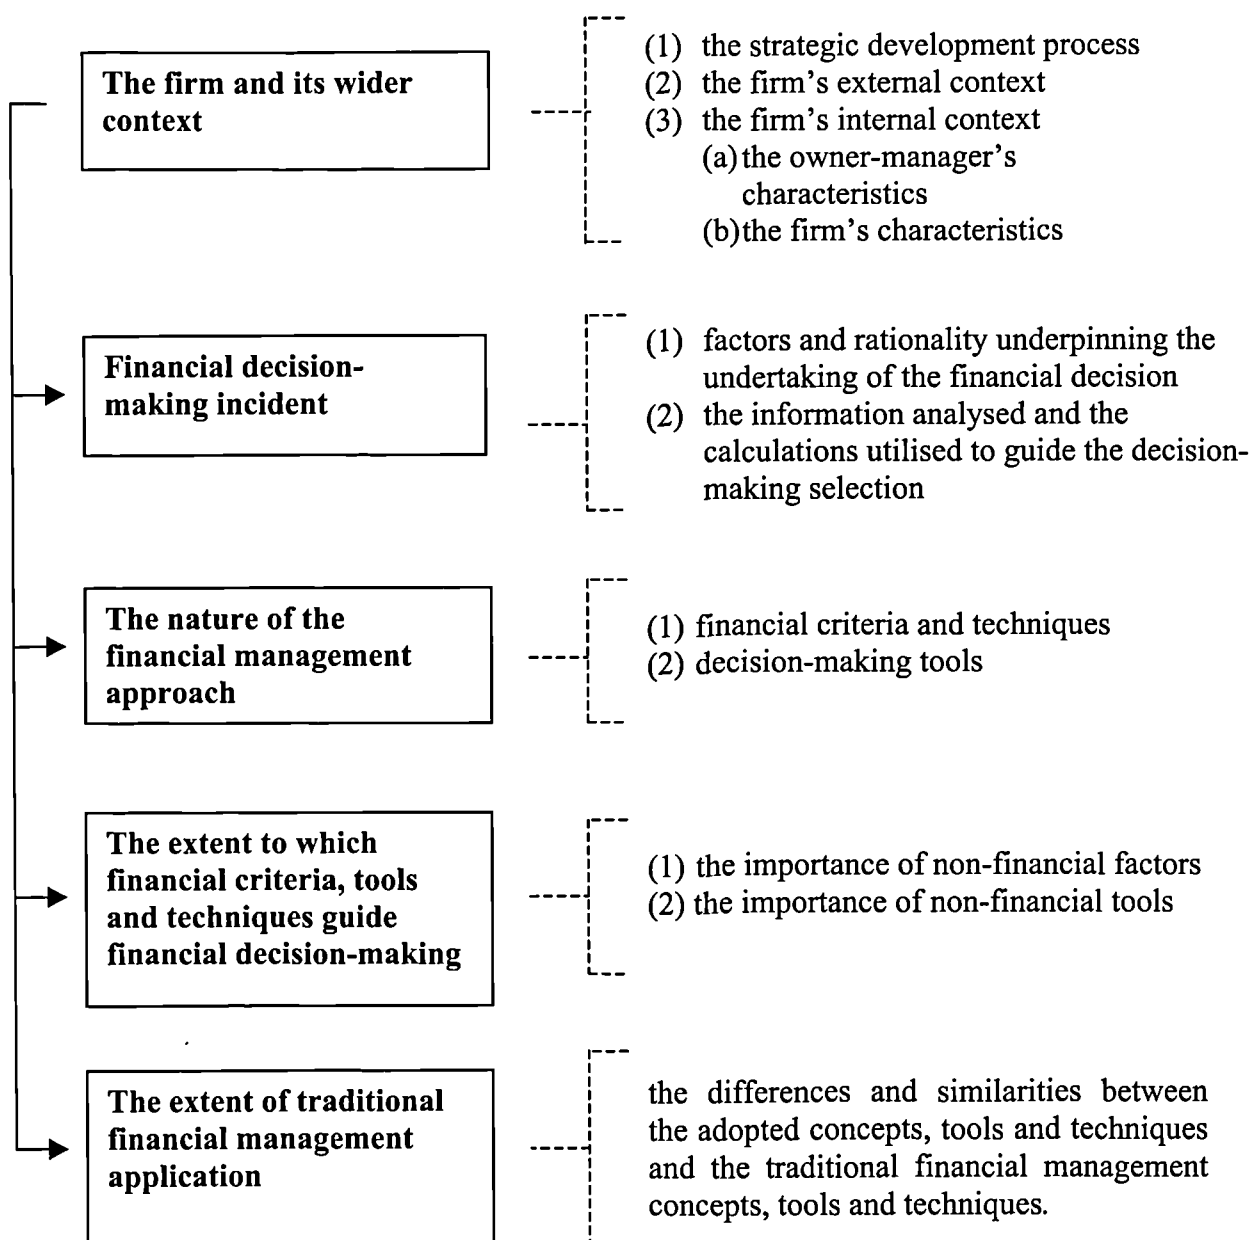 The firm and its wider
context
(1) the strategic development process
(2) the firm's external context
(3) the firm's internal context
(a) the owner-manager's
characteristics
(b) the firm's characteristics
Financial decision-
making incident
(1) factors and rationality underpinning the
undertaking of the financial decision
(2) the information analysed and the
calculations utilised to guide the decision-
making selection
The nature of the
financial management
approach
(1) financial criteria and techniques
(2) decision-making tools
The extent to which
financial criteria, tools
and techniques guide
financial decision-making
(1) the importance of non-financial factors
(2) the importance of non-financial tools
The extent of traditional
financial management
application
the differences and similarities between
the adopted concepts, tools and techniques
and the traditional financial management
concepts, tools and techniques.